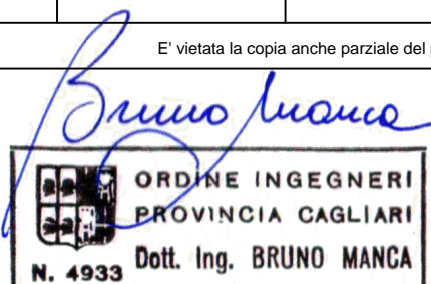 E' vietata la copia anche parziale del
Bruno Manca
ORDINE INGEGNERI
PROVINCIA CAGLIARI
N. 4933 Dott. Ing. BRUNO MANCA